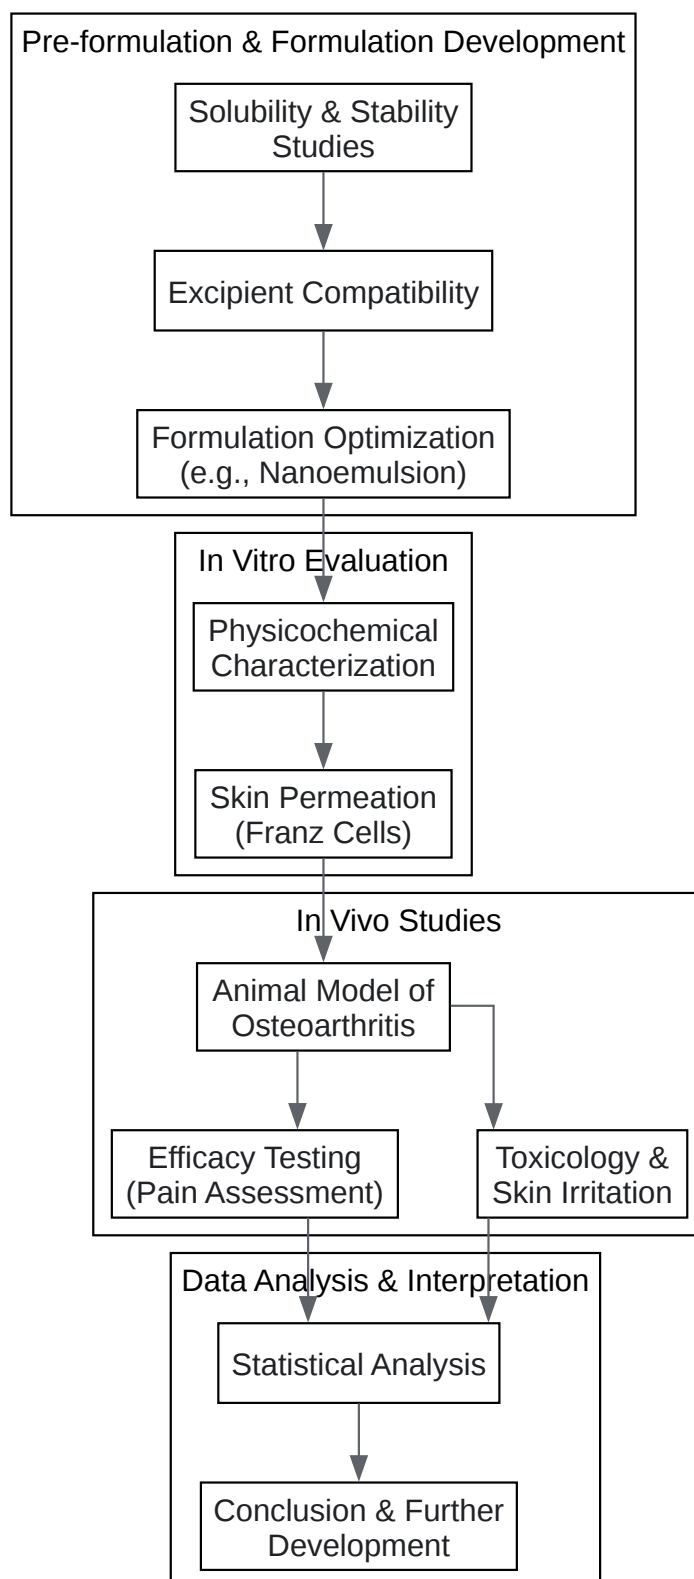 Pre-formulation & Formulation Development
Solubility & Stability
Studies
Excipient Compatibility
Formulation Optimization
(e.g., Nanoemulsion)
In Vitro Evaluation
Physicochemical
Characterization
Skin Permeation
(Franz Cells)
In Vivo Studies
Animal Model of
Osteoarthritis
Efficacy Testing
(Pain Assessment)
Toxicology &
Skin Irritation
Data Analysis & Interpretation
Statistical Analysis
Conclusion & Further
Development